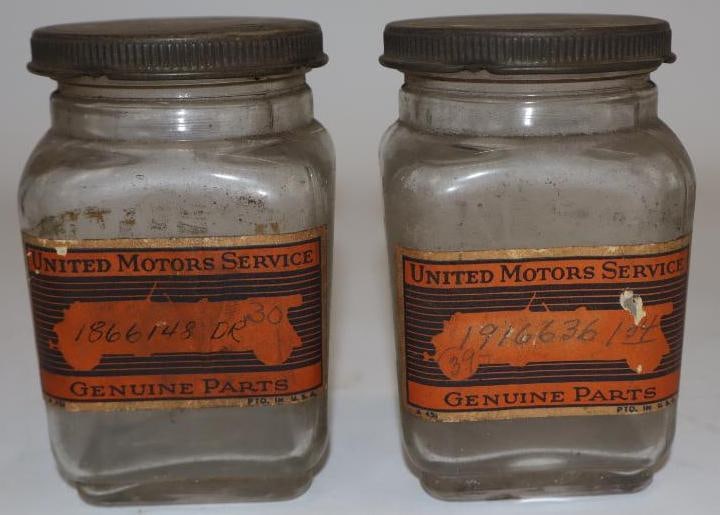 UNITED MOTORS SERVICE
1866148 DR 30
GENUINE PARTS
PTD. IN U.S.A.
UNITED MOTORS SERVICE
1916636
39
GENUINE PARTS
A 451
PTD. IN U.S.A.